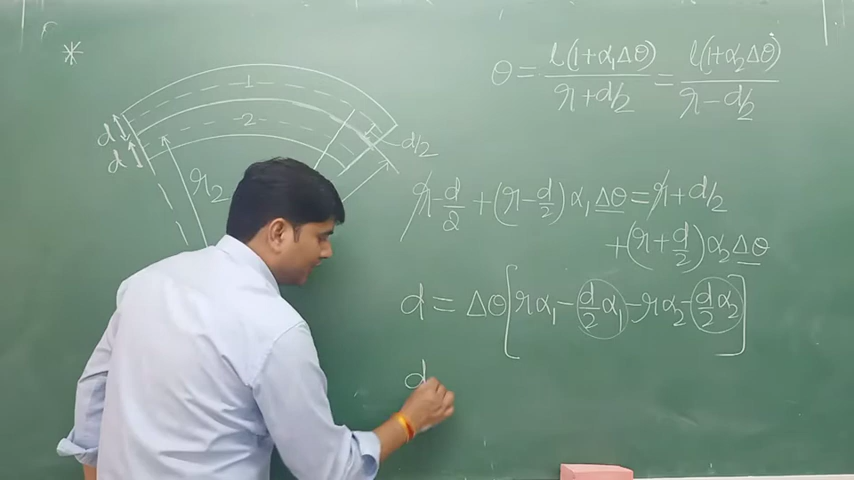 *
1
2
d
d
r₂
d/2
θ = l(1+α₁Δθ)/(r+d/2) = l(1+α₂Δθ)/(r-d/2)
r-d/2 + (r-d/2)α₁Δθ = r+d/2
+(r+d/2)α₂Δθ
d = Δθ[rα₁ - d/2 α₁ - rα₂ - d/2 α₂]
d